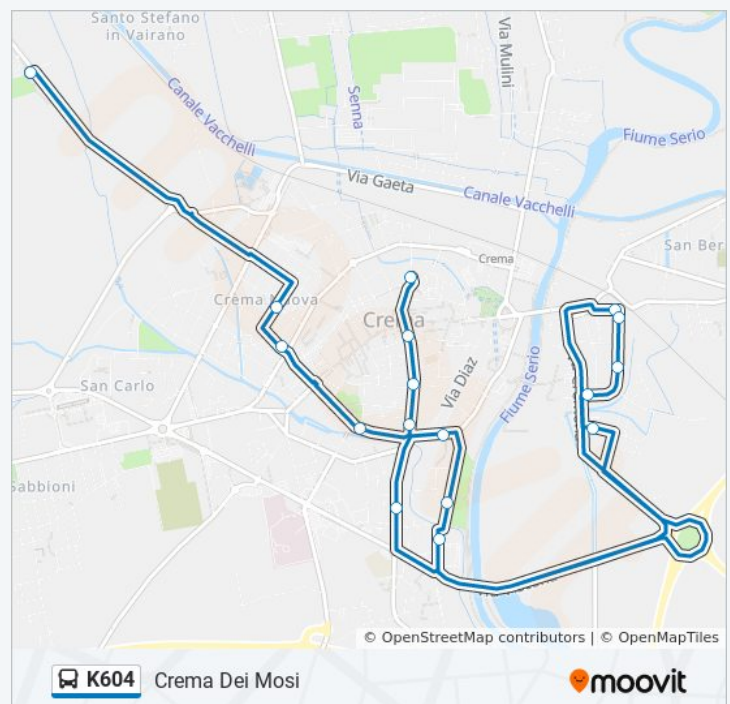 Santo Stefano
in Vairano
Via Mulini
Canale Vacchelli
Senna
Fiume Serio
Via Gaeta
Canale Vacchelli
San Ber
Crema
Crema Nuova
Crema
Via Diaz
Fiume Serio
San Carlo
Sabbioni
© OpenStreetMap contributors | © OpenMapTiles
K604 Crema Dei Mosi
moovit